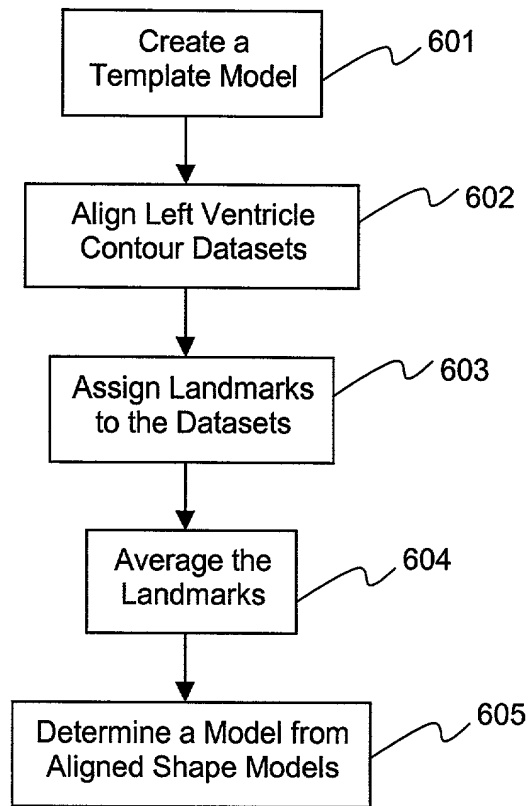 Create a
Template Model
601
Align Left Ventricle
Contour Datasets
602
Assign Landmarks
to the Datasets
603
Average the
Landmarks
604
Determine a Model from
Aligned Shape Models
605